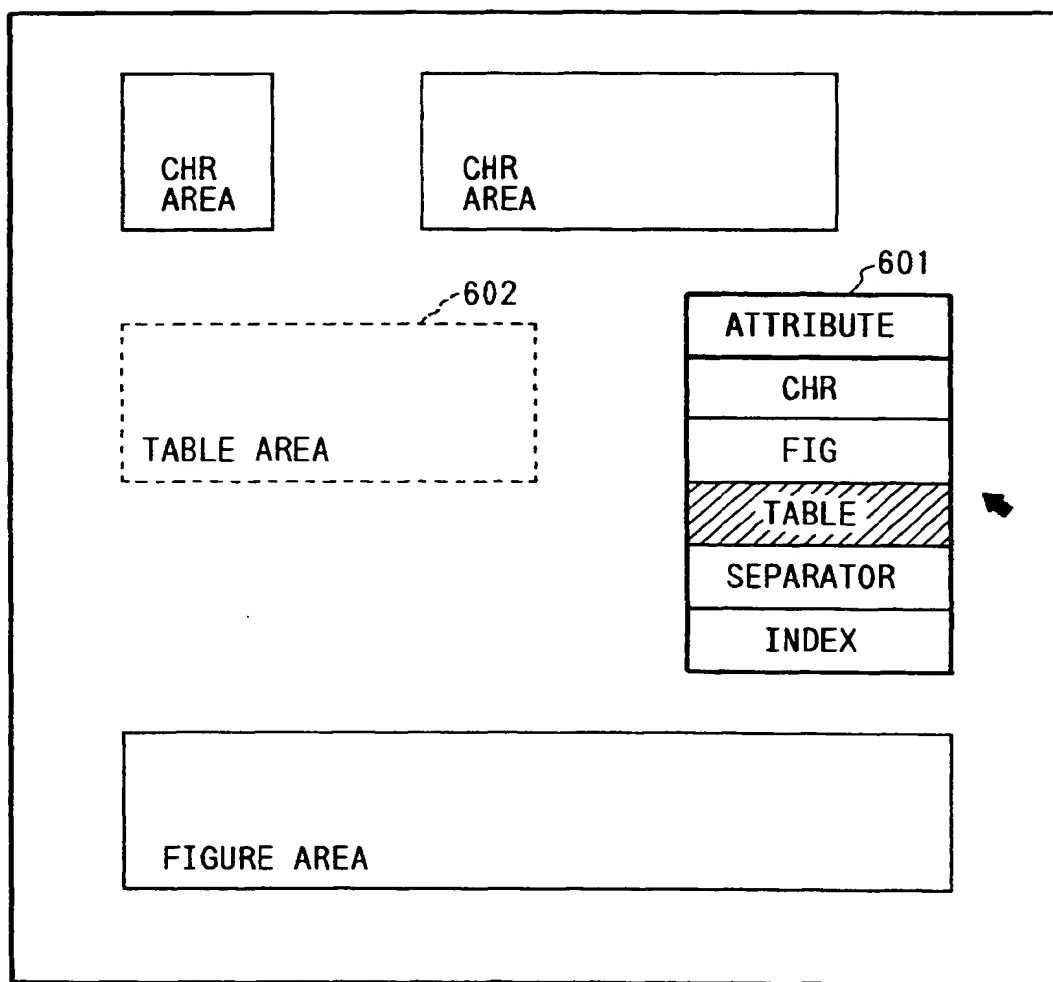 CHR
AREA
CHR
AREA
601
602
ATTRIBUTE
CHR
FIG
TABLE AREA
TABLE
SEPARATOR
INDEX
FIGURE AREA